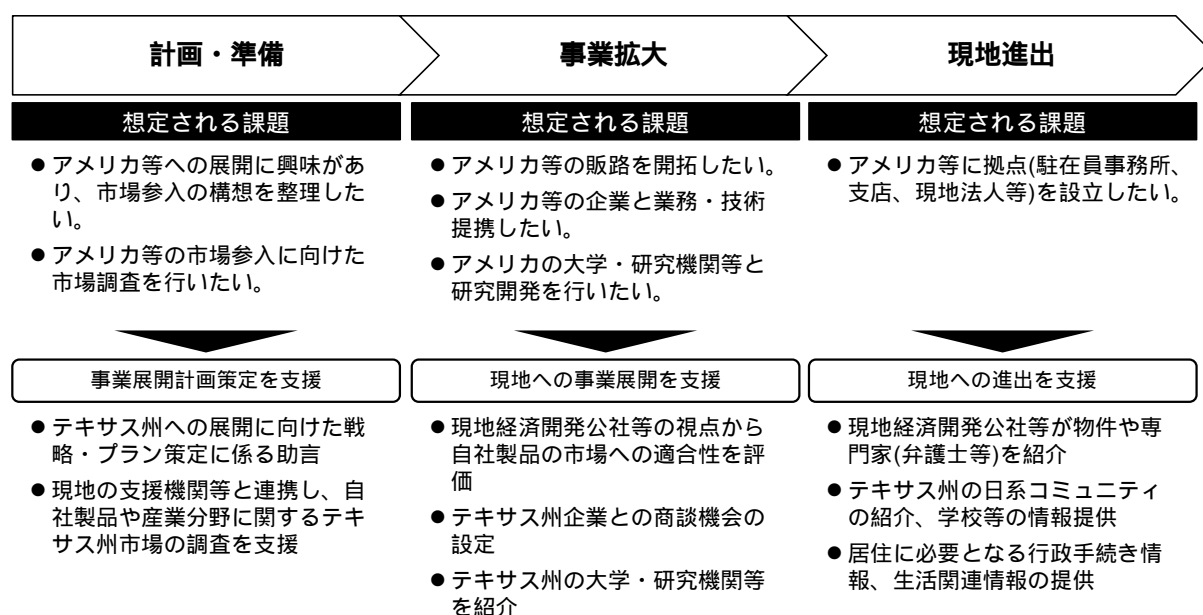 計画・準備
事業拡大
現地進出
想定される課題
● アメリカ等への展開に興味があ
り、市場参入の構想を整理した
い。
● アメリカ等の市場参入に向けた
市場調査を行いたい。
想定される課題
● アメリカ等の販路を開拓したい。
● アメリカ等の企業と業務・技術
提携したい。
● アメリカの大学・研究機関等と
研究開発を行いたい。
想定される課題
● アメリカ等に拠点(駐在員事務所、
支店、現地法人等)を設立したい。
事業展開計画策定を支援
● テキサス州への展開に向けた戦
略・プラン策定に係る助言
● 現地の支援機関等と連携し、自
社製品や産業分野に関するテキ
サス州市場の調査を支援
現地への事業展開を支援
● 現地経済開発公社等の視点から
自社製品の市場への適合性を評
価
● テキサス州企業との商談機会の
設定
● テキサス州の大学・研究機関等
を紹介
現地への進出を支援
● 現地経済開発公社等が物件や専
門家(弁護士等)を紹介
● テキサス州の日系コミュニティ
の紹介、学校等の情報提供
● 居住に必要となる行政手続き情
報、生活関連情報の提供